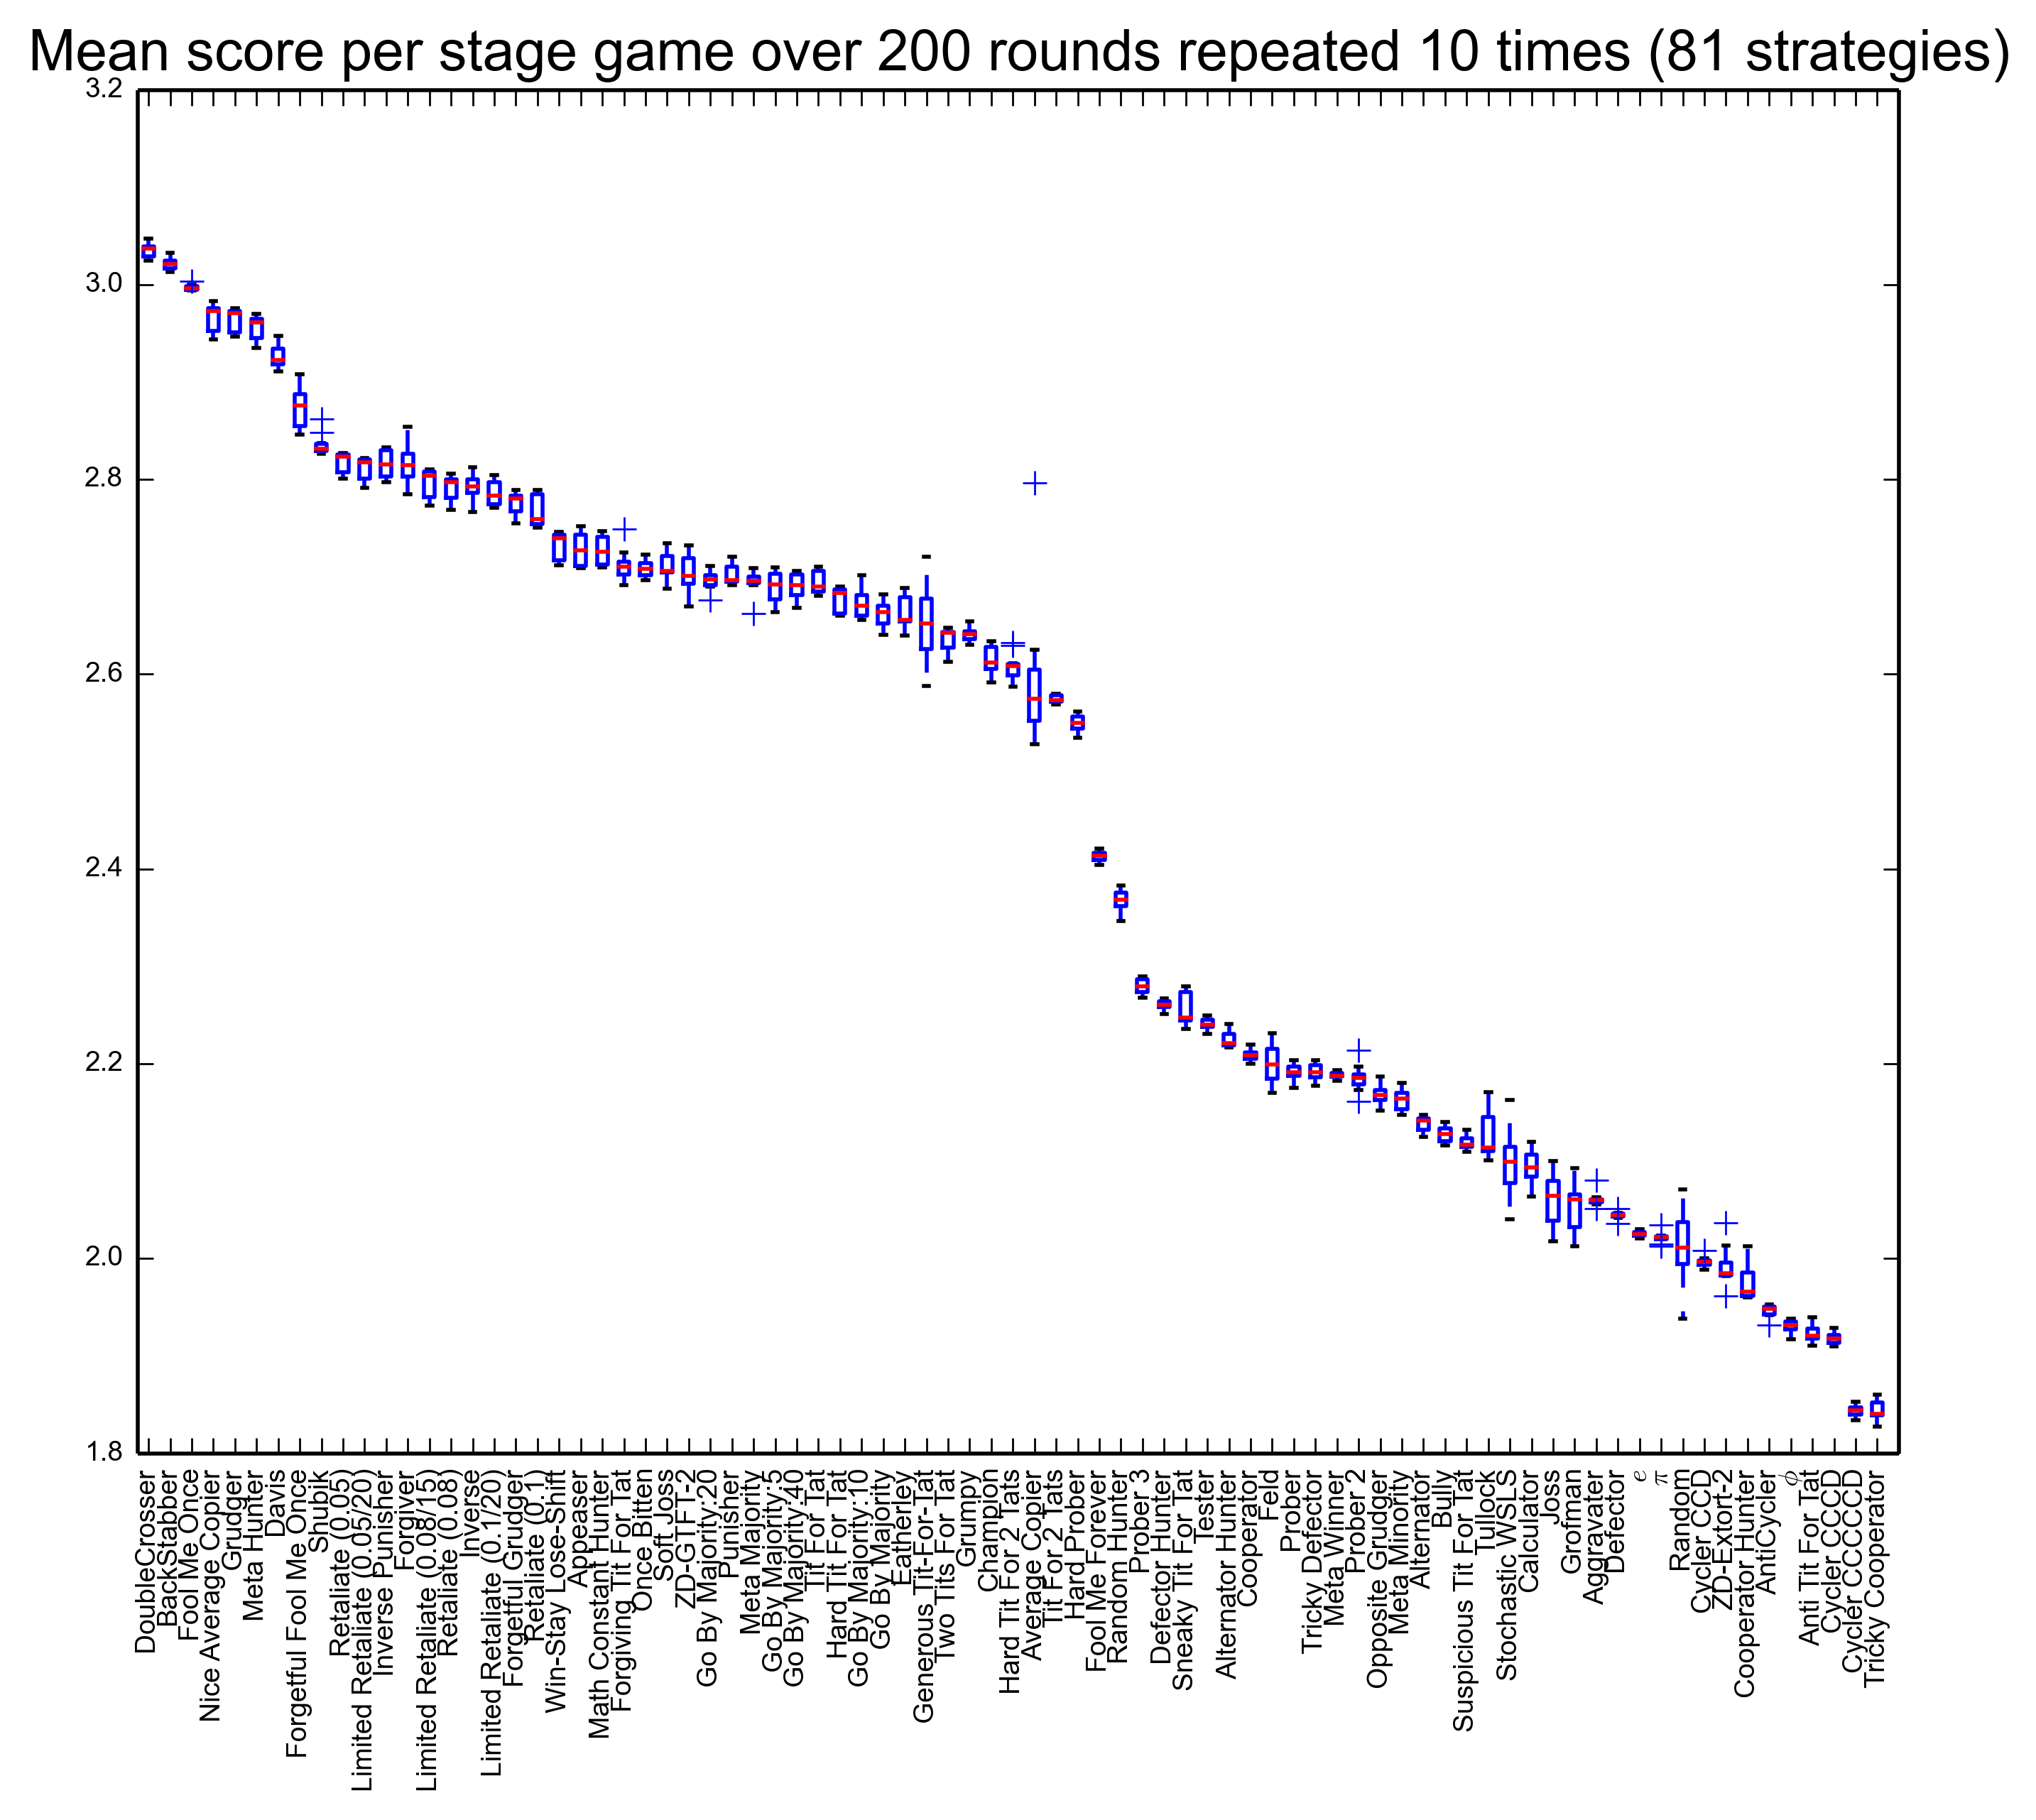 Mean score per stage game over 200 rounds repeated 10 times (81 strategies)
3.2
3.0
2.8
2.6
2.4
2.2
2.0
1.8
DoubleCrosser
BackStabber
Fool Me Once
Nice Average Copier
Grudger
Meta Hunter
Davis
Forgetful Fool Me Once
Shubik
Retaliate (0.05)
Limited Retaliate (0.05/20)
Inverse Punisher
Forgiver
Limited Retaliate (0.08/15)
Retaliate (0.08)
Inverse
Limited Retaliate (0.1/20)
Forgetful Grudger
Retaliate (0.1)
Win-Stay Lose-Shift
Appeaser
Math Constant Hunter
Forgiving Tit For Tat
Once Bitten
Soft Joss
ZD-GTFT-2
Go By Majority:20
Punisher
Meta Majority
Go By Majority:5
Go By Majority:40
Tit For Tat
Hard Tit For Tat
Go By Majority:10
Go By Majority
Eatherley
Generous Tit-For-Tat
Two Tits For Tat
Grumpy
Champion
Hard Tit For 2 Tats
Average Copier
Tit For 2 Tats
Hard Prober
Fool Me Forever
Random Hunter
Prober 3
Defector Hunter
Sneaky Tit For Tat
Tester
Alternator Hunter
Cooperator
Feld
Prober
Tricky Defector
Meta Winner
Prober 2
Opposite Grudger
Meta Minority
Alternator
Bully
Suspicious Tit For Tat
Tullock
Stochastic WSLS
Calculator
Joss
Grofman
Aggravater
Defector
e
π
Random
Cycler CCD
ZD-Extort-2
Cooperator Hunter
AntiCycler
ϕ
Anti Tit For Tat
Cycler CCCD
Cycler CCCCCD
Tricky Cooperator